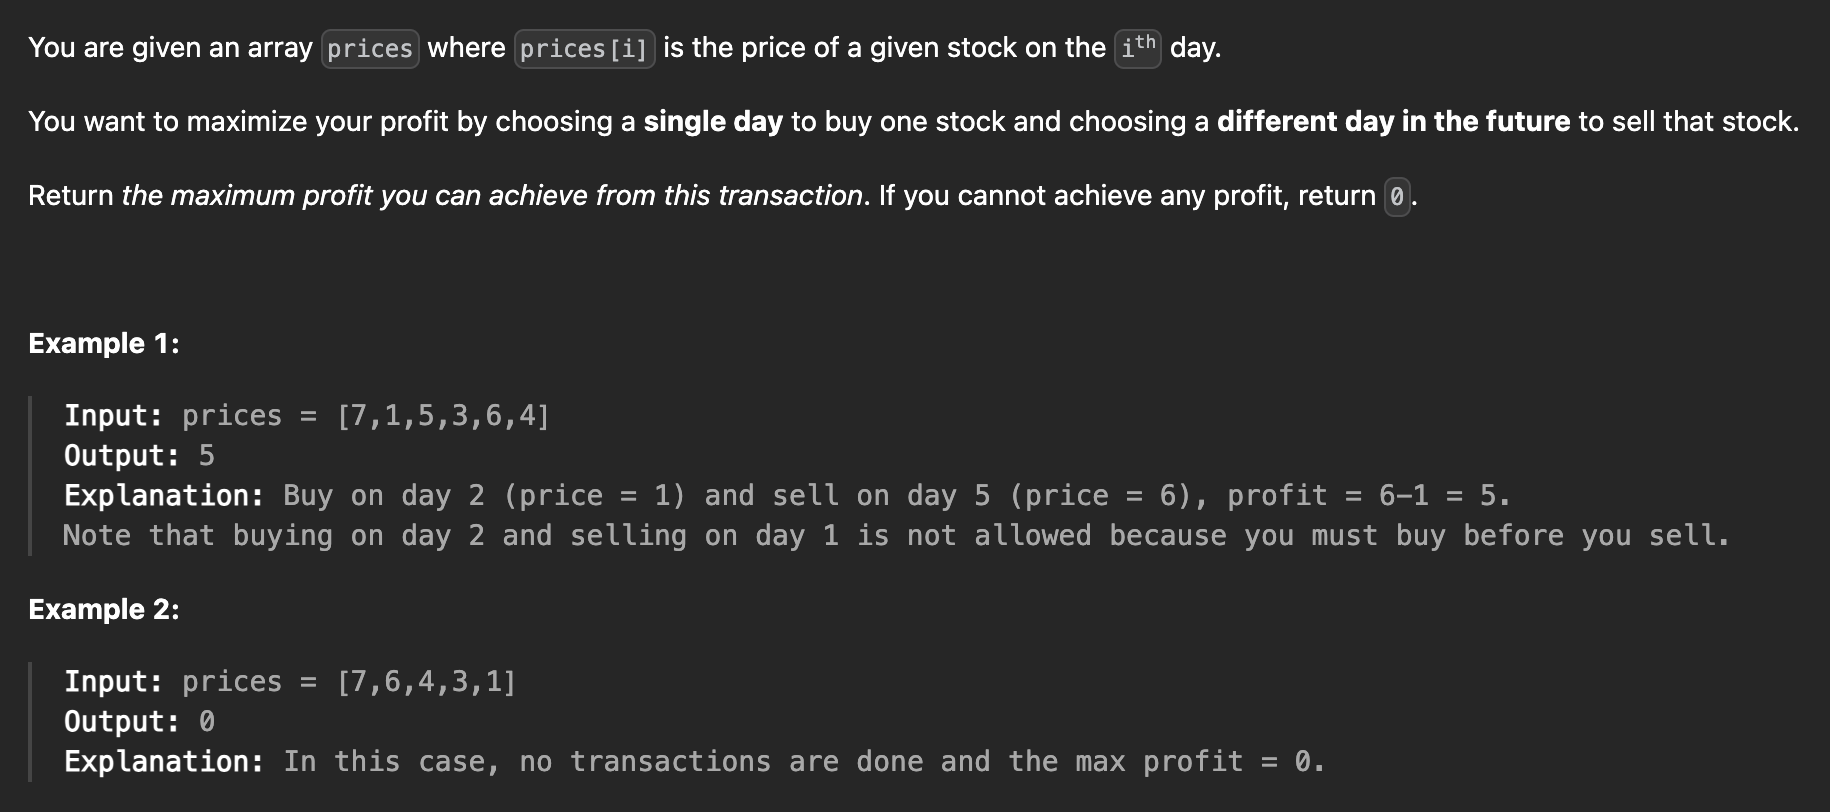 You are given an array prices where prices[i] is the price of a given stock on the ith day.
You want to maximize your profit by choosing a single day to buy one stock and choosing a different day in the future to sell that stock.
Return the maximum profit you can achieve from this transaction. If you cannot achieve any profit, return 0.
Example 1:
Input: prices = [7,1,5,3,6,4]
Output: 5
Explanation: Buy on day 2 (price = 1) and sell on day 5 (price = 6), profit = 6-1 = 5.
Note that buying on day 2 and selling on day 1 is not allowed because you must buy before you sell.
Example 2:
Input: prices = [7,6,4,3,1]
Output: 0
Explanation: In this case, no transactions are done and the max profit = 0.